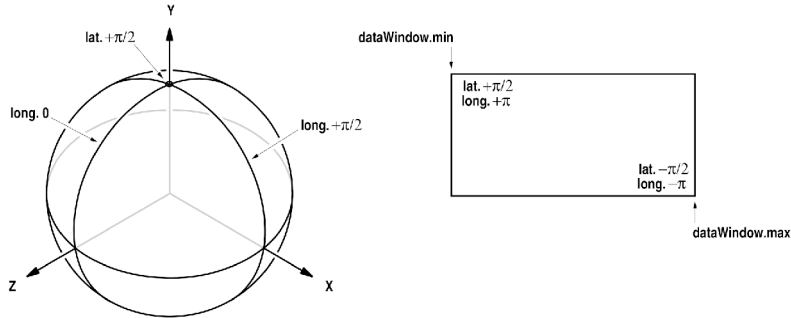 Y
lat. +π/2
long. 0
long. +π/2
Z
X
dataWindow.min
lat. +π/2
long. +π
lat. −π/2
long. −π
dataWindow.max